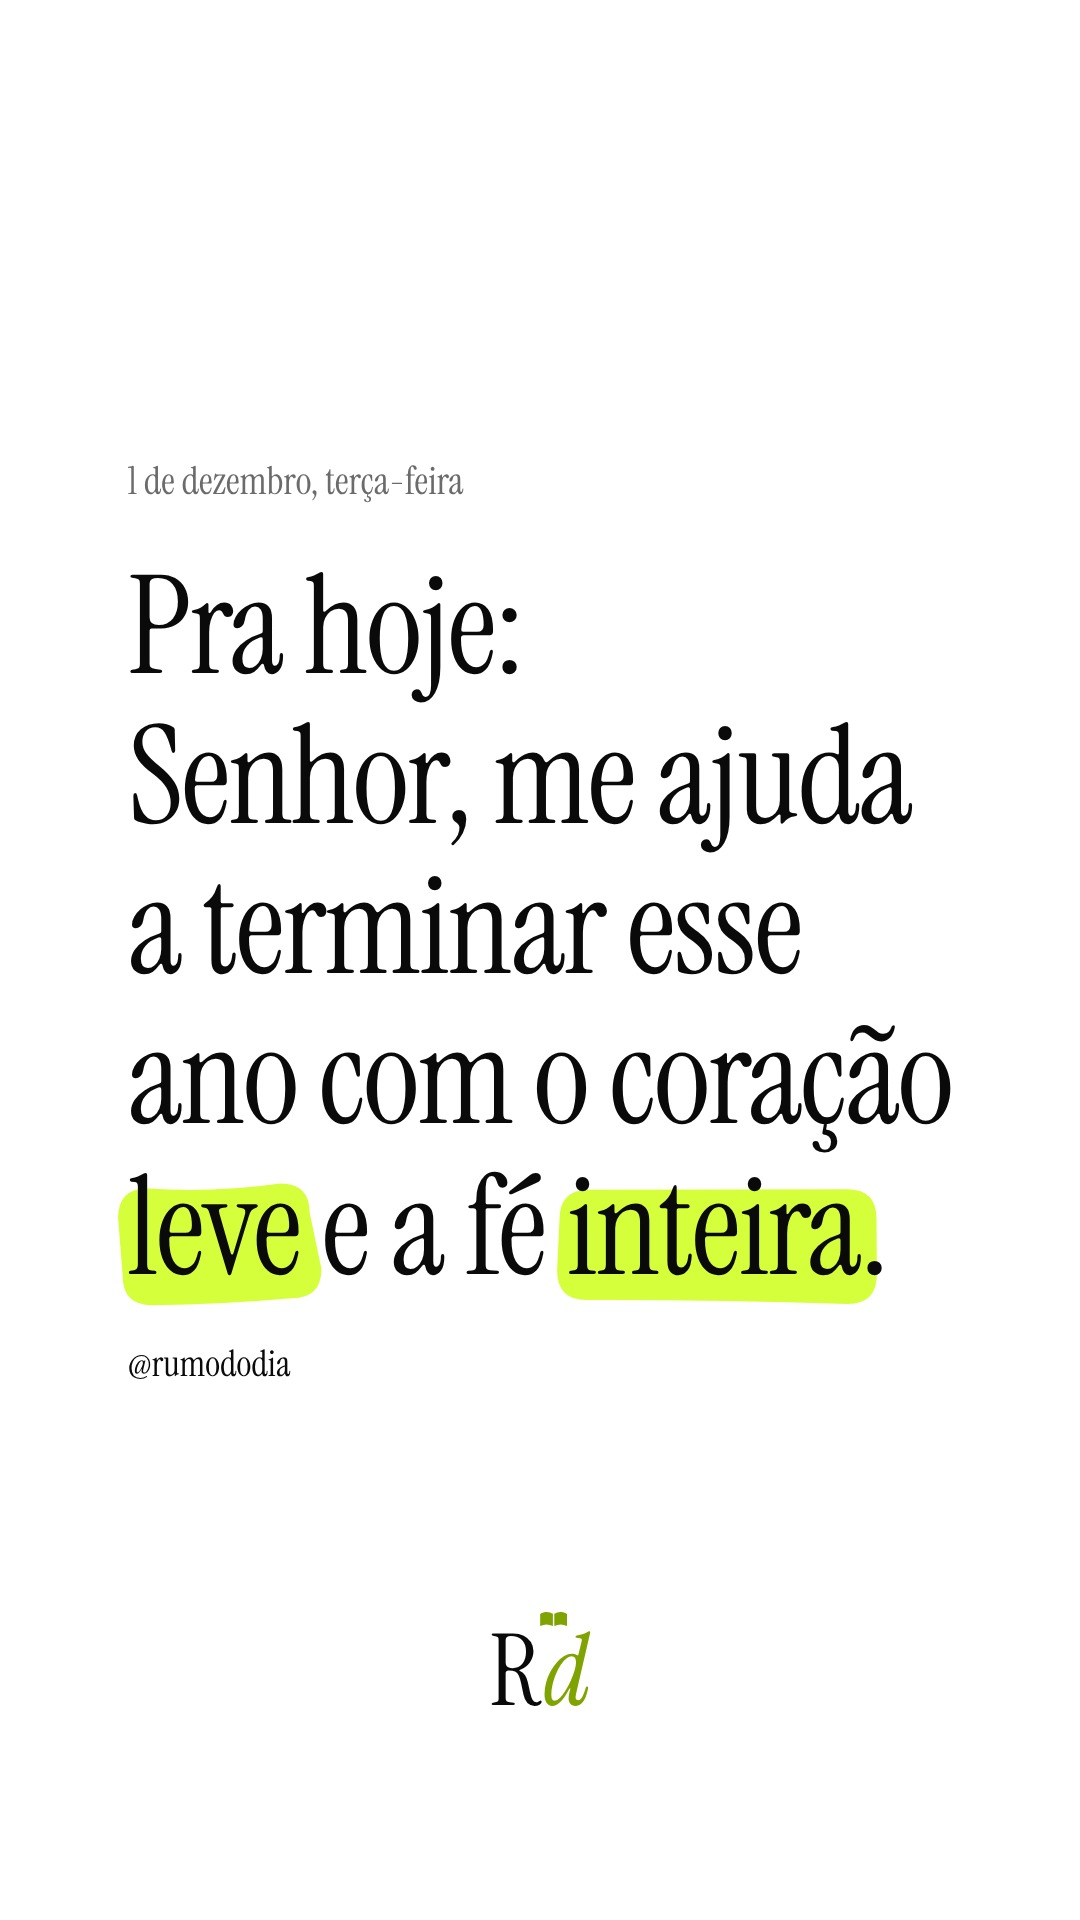 1 de dezembro, terça-feira
Pra hoje:
Senhor, me ajuda
a terminar esse
ano com o coração
leve e a fé inteira.
@rumododia
Rd